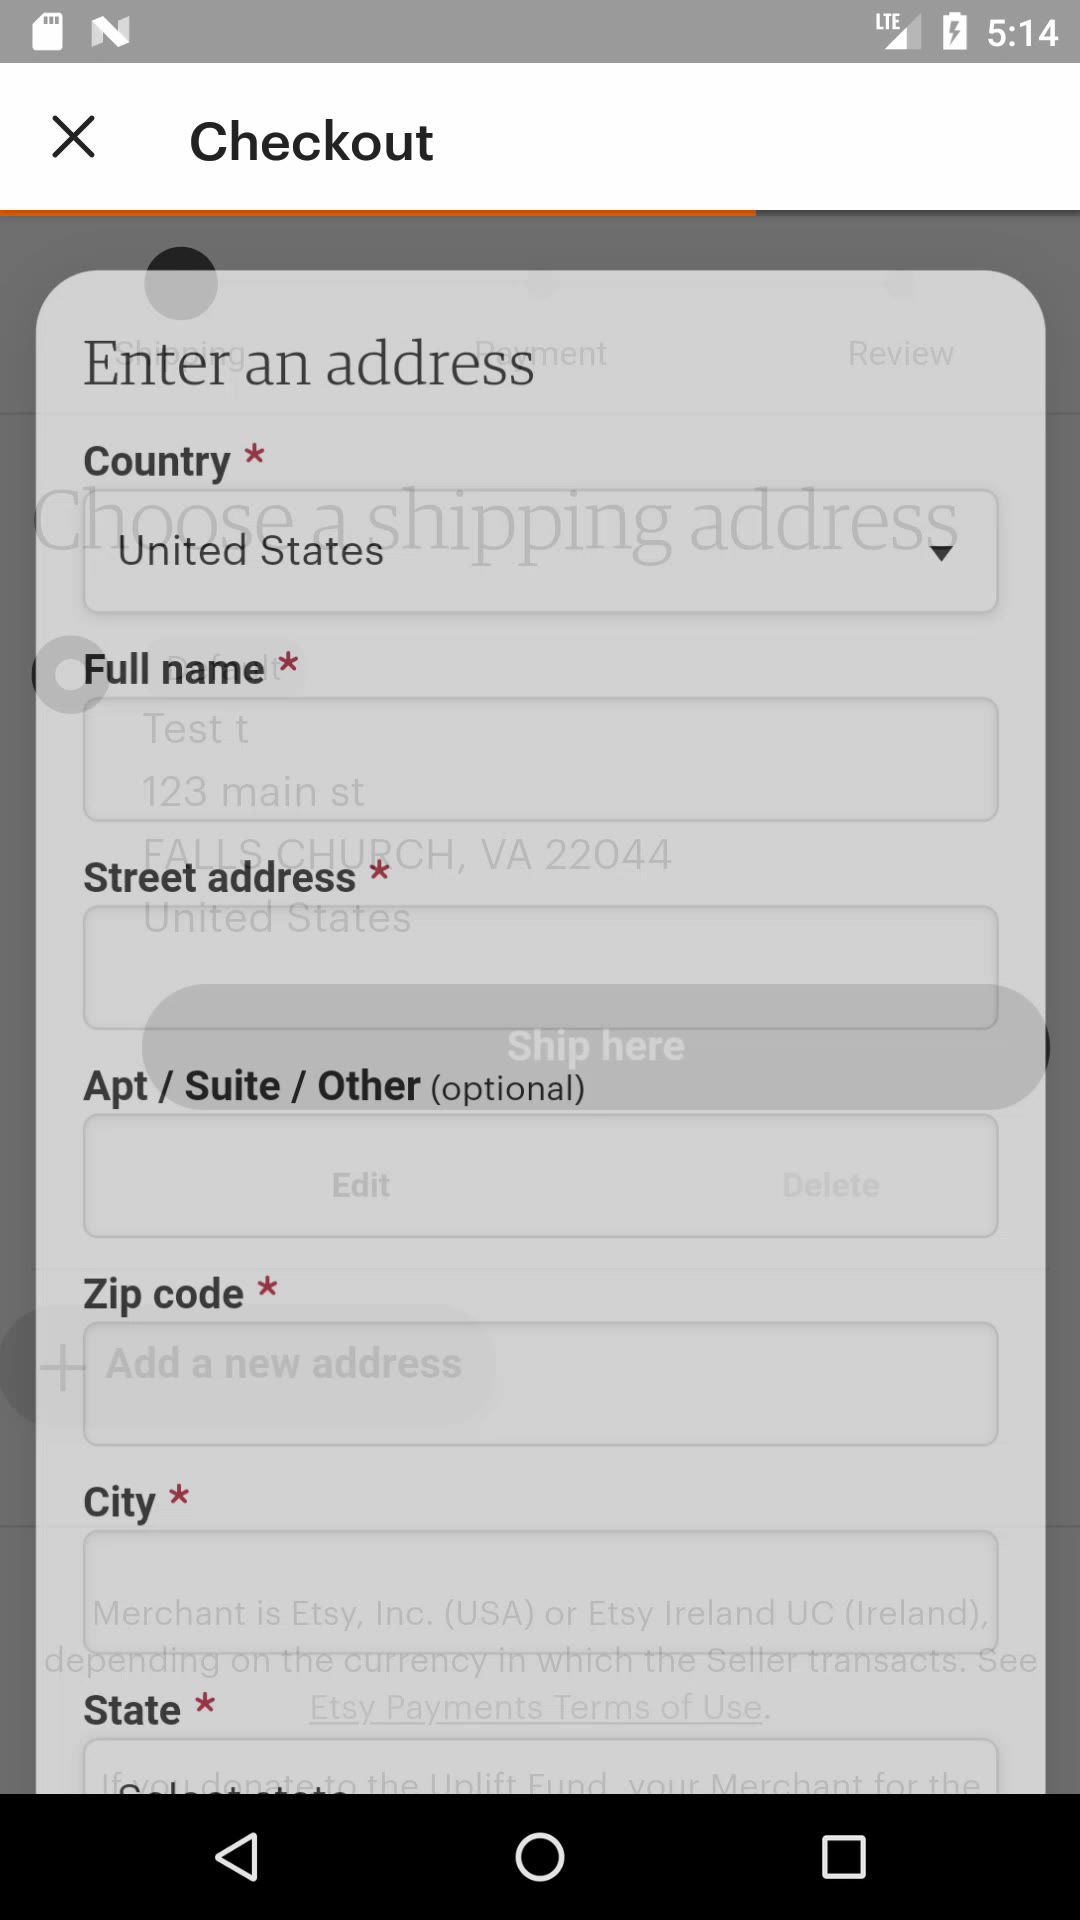 LTE 5:14
Checkout
Shipping Payment Review
Enter an address
Country *
Choose a shipping address
United States
Default
Full name *
Test t
123 main st
FALLS CHURCH, VA 22044
Street address *
United States
Ship here
Apt / Suite / Other (optional)
Edit Delete
Zip code *
Add a new address
City *
Merchant is Etsy, Inc. (USA) or Etsy Ireland UC (Ireland),
depending on the currency in which the Seller transacts. See
Etsy Payments Terms of Use.
State *
If you donate to the Uplift Fund, your Merchant for the
Select state